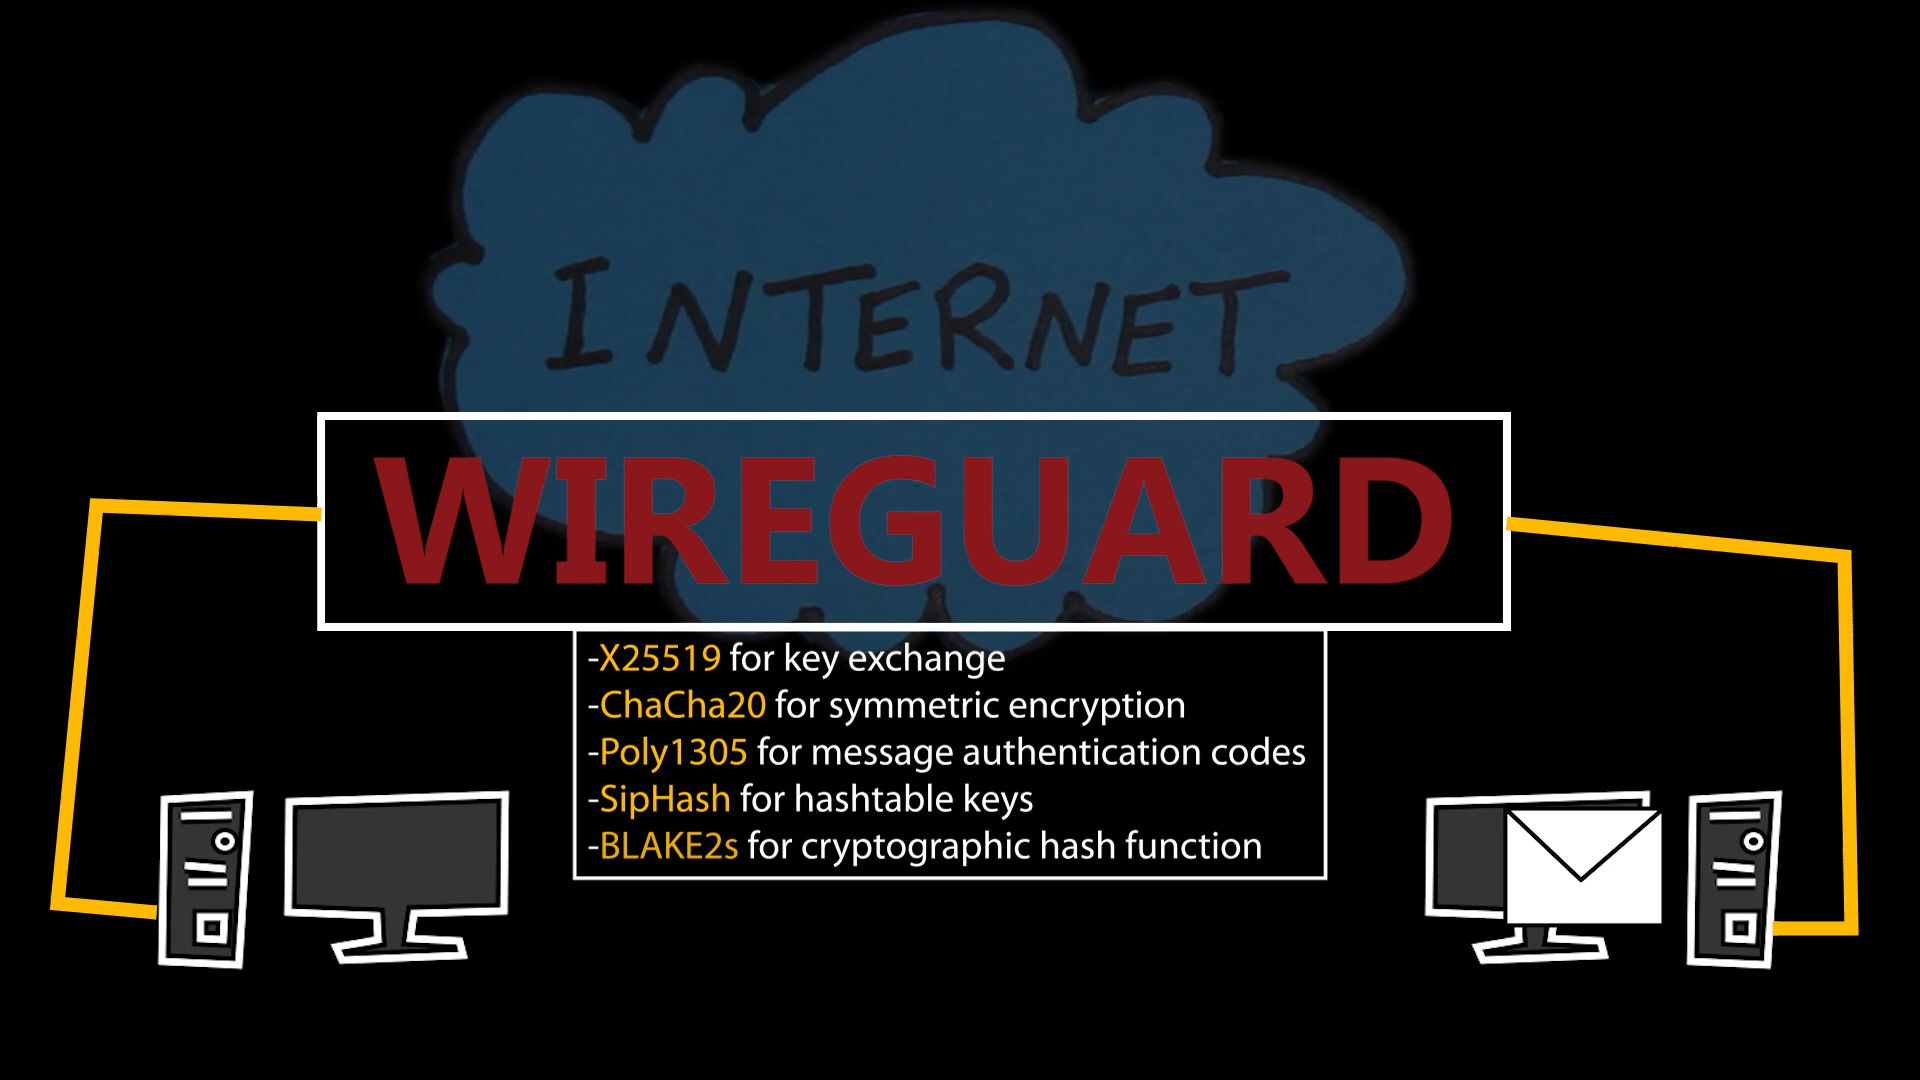 INTERNET
WIREGUARD
-X25519 for key exchange
-ChaCha20 for symmetric encryption
-Poly1305 for message authentication codes
-SipHash for hashtable keys
-BLAKE2s for cryptographic hash function